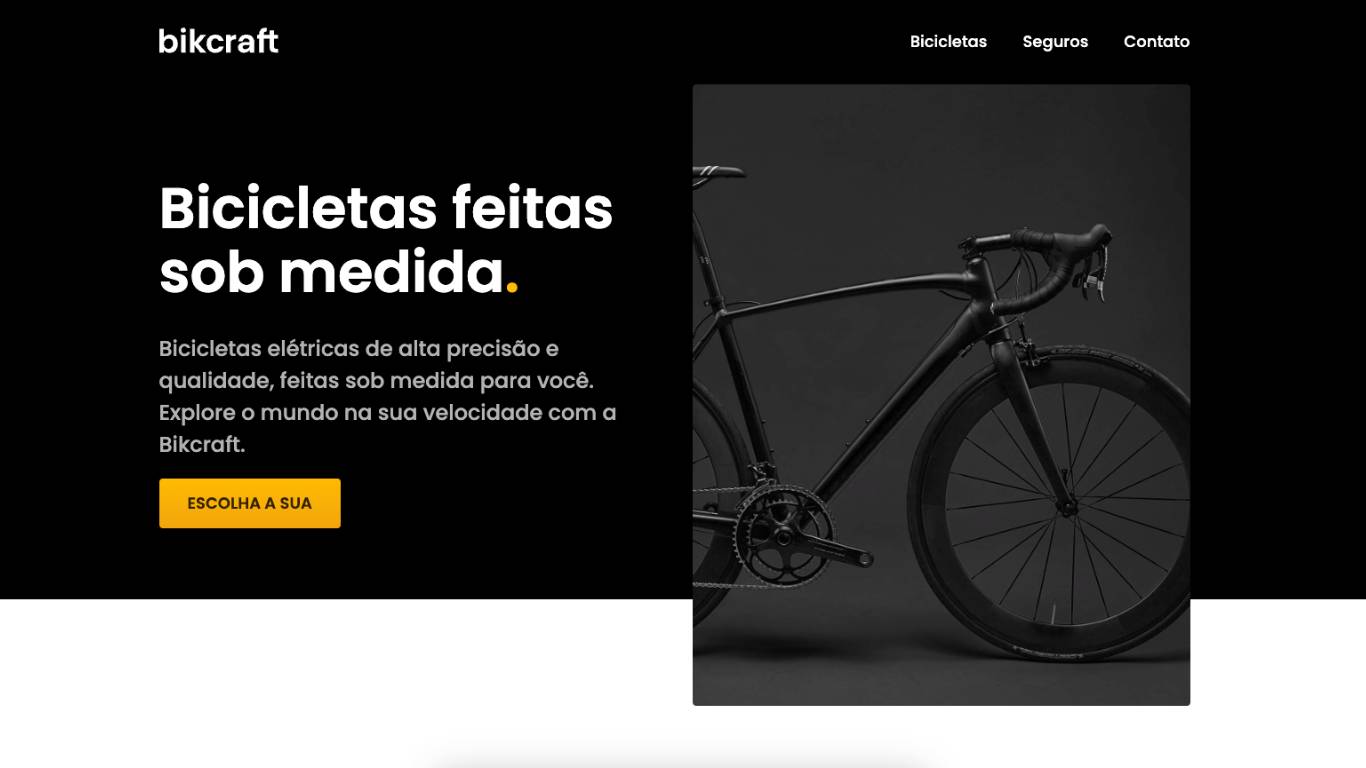 bikcraft
Bicicletas
Seguros
Contato
Bicicletas feitas
sob medida.
Bicicletas elétricas de alta precisão e
qualidade, feitas sob medida para você.
Explore o mundo na sua velocidade com a
Bikcraft.
ESCOLHA A SUA